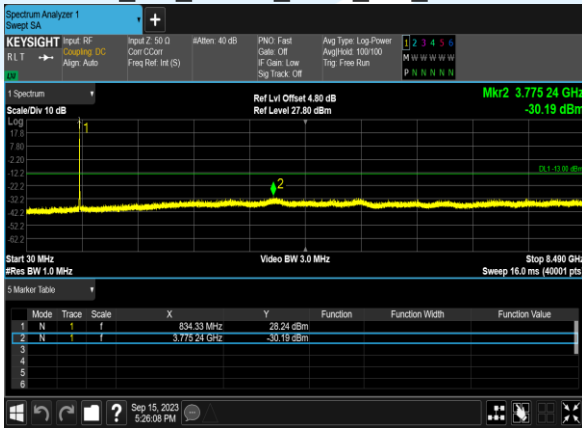 Spectrum Analyzer 1
Swept SA
+
KEYSIGHT Input: RF Input Z: 50 Ω #Atten: 40 dB PNO: Fast Avg Type: Log-Power 1 2 3 4 5 6
RLT Coupling: DC Corr CCorr Gate: Off Avg|Hold: 100/100 M W W W W W
Align: Auto Freq Ref: Int (S) IF Gain: Low Trig: Free Run
Sig Track: Off P N N N N N
1 Spectrum Ref Lvl Offset 4.80 dB Mkr2 3.775 24 GHz
Scale/Div 10 dB Ref Level 27.80 dBm -30.19 dBm
Log
17.8
7.80
-2.20
-12.2
-22.2
-32.2
-42.2
-52.2
-62.2
1
2
DL1 -13.00 dBm
Start 30 MHz Video BW 3.0 MHz Stop 8.490 GHz
#Res BW 1.0 MHz Sweep 16.0 ms (40001 pts)
5 Marker Table
Mode Trace Scale X Y Function Function Width Function Value
1 N 1 f 834.33 MHz 28.24 dBm
2 N 1 f 3.775 24 GHz -30.19 dBm
3
4
5
6
? Sep 15, 2023
5:26:08 PM